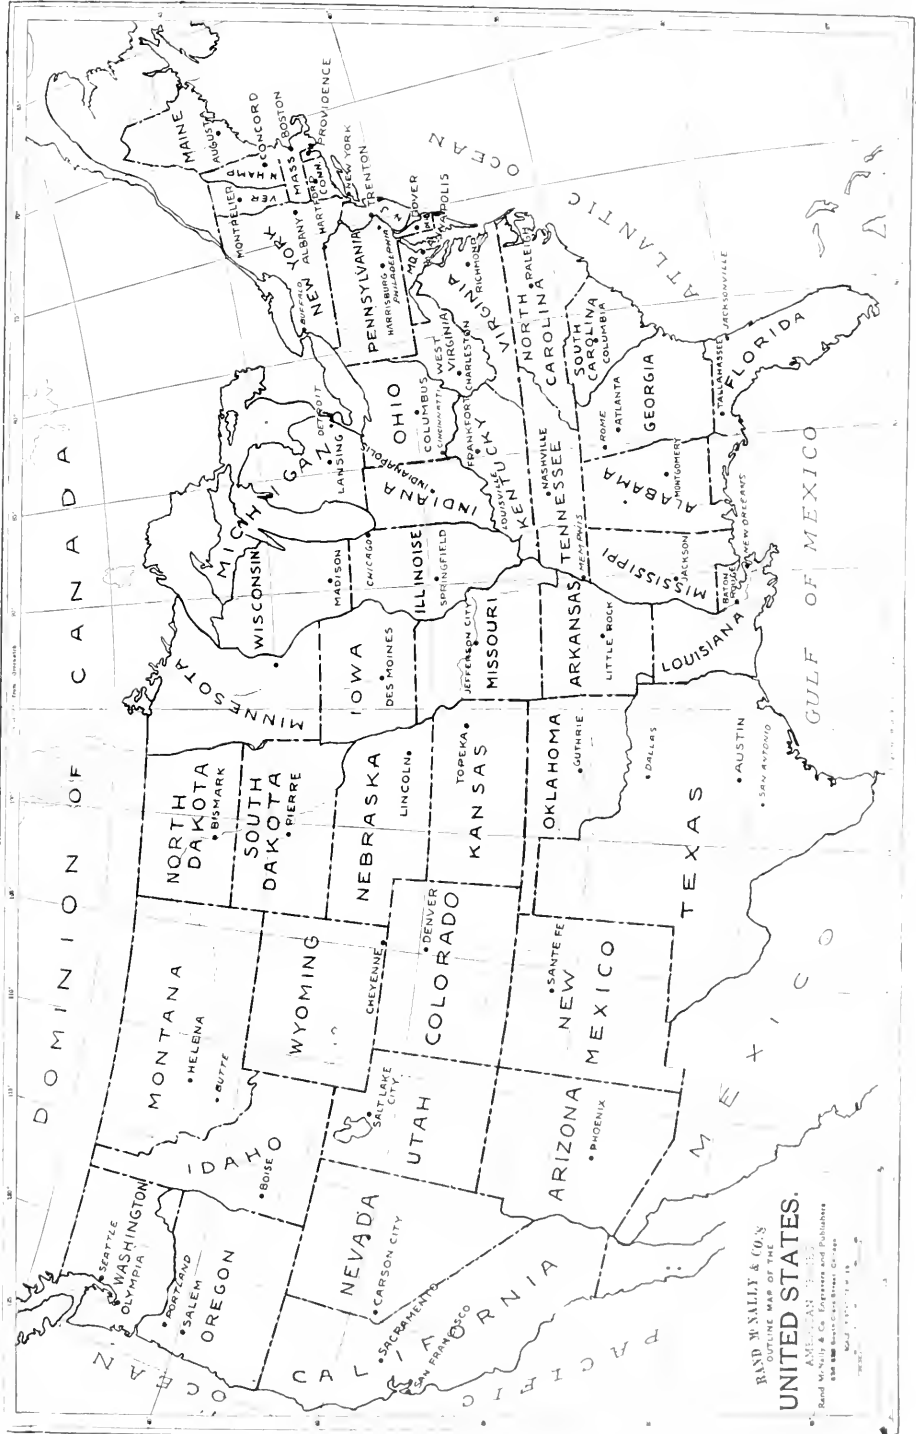 DOMINION OF CANADA
PACIFIC
OCEAN
SEATTLE
WASHINGTON
OLYMPIA
PORTLAND
SALEM
OREGON
CALIFORNIA
SACRAMENTO
SAN FRANCISCO
NEVADA
CARSON CITY
IDAHO
BOISE
MONTANA
HELENA
BUTTE
WYOMING
CHEYENNE
SALT LAKE
CITY
UTAH
DENVER
COLORADO
ARIZONA
PHOENIX
SANTE FE
NEW
MEXICO
NORTH
DAKOTA
BISMARK
SOUTH
DAKOTA
PIERRE
NEBRASKA
LINCOLN
TOPEKA
KANSAS
OKLAHOMA
GUTHRIE
TEXAS
DALLAS
AUSTIN
SAN ANTONIO
MINNESOTA
IOWA
DES MOINES
JEFFERSON CITY
MISSOURI
ARKANSAS
LITTLE ROCK
LOUISIANA
BATON
ROUGE
NEW ORLEANS
WISCONSIN
MADISON
MICHIGAN
LANSING
DETROIT
CHICAGO
ILLINOISE
SPRINGFIELD
INDIANA
INDIANAPOLIS
OHIO
COLUMBUS
CINCINNATI
KENTUCKY
FRANKFORT
LOUISVILLE
TENNESSEE
NASHVILLE
MEMPHIS
MISSISSIPPI
JACKSON
ALABAMA
MONTGOMERY
GEORGIA
ROME
ATLANTA
FLORIDA
TALLAHASSEE
JACKSONVILLE
SOUTH
CAROLINA
COLUMBIA
NORTH
CAROLINA
RALEIGH
VIRGINIA
RICHMOND
WEST
VIRGINIA
CHARLESTON
PENNSYLVANIA
HARRISBURG
PHILADELPHIA
MD.
DOVER
TRENTON
NEW YORK
BUFFALO
ALBANY
NEW YORK
MONTPELIER
VER
CONCORD
MAINE
AUGUSTA
MASS
BOSTON
HARTFORD
CONN.
PROVIDENCE
ATLANTIC
OCEAN
GULF OF MEXICO
MEXICO
RAND McNALLY & CO.'S
OUTLINE MAP OF THE
UNITED STATES.
Rand McNally & Co. Engravers and Publishers